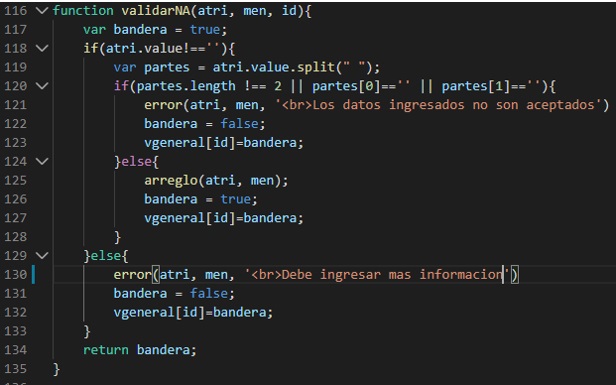 116 function validarNA(atri, men, id){
117 var bandera = true;
118 if(atri.value!==''){
119 var partes = atri.value.split(" ");
120 if(partes.length !== 2 || partes[0]=='' || partes[1]==''){
121 error(atri, men, '<br>Los datos ingresados no son aceptados')
122 bandera = false;
123 vgeneral[id]=bandera;
124 }else{
125 arreglo(atri, men);
126 bandera = true;
127 vgeneral[id]=bandera;
128 }
129 }else{
130 error(atri, men, '<br>Debe ingresar mas informacion')
131 bandera = false;
132 vgeneral[id]=bandera;
133 }
134 return bandera;
135 }